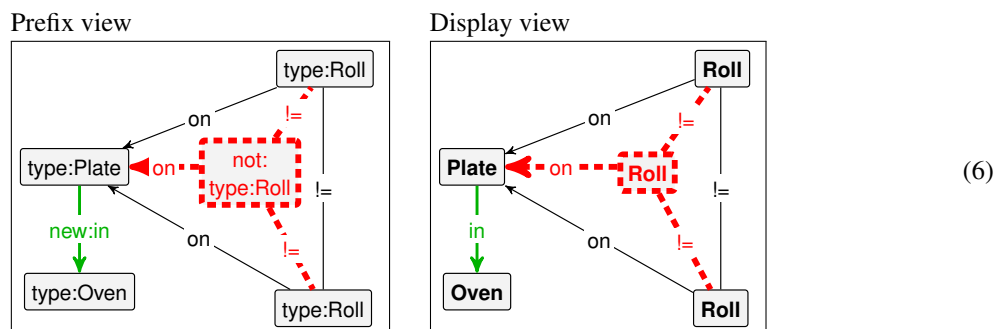 Prefix view
Display view
type:Roll
Roll
!=
!=
on
on
type:Plate
on
not:
type:Roll
!=
Plate
on
Roll
!=
(6)
new:in
on
!=
in
on
!=
type:Oven
type:Roll
Oven
Roll